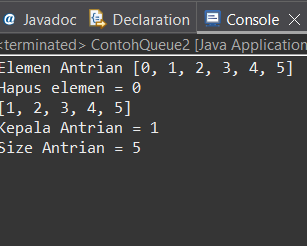 @ Javadoc Declaration Console ×
<terminated> ContohQueue2 [Java Application
Elemen Antrian [0, 1, 2, 3, 4, 5]
Hapus elemen = 0
[1, 2, 3, 4, 5]
Kepala Antrian = 1
Size Antrian = 5